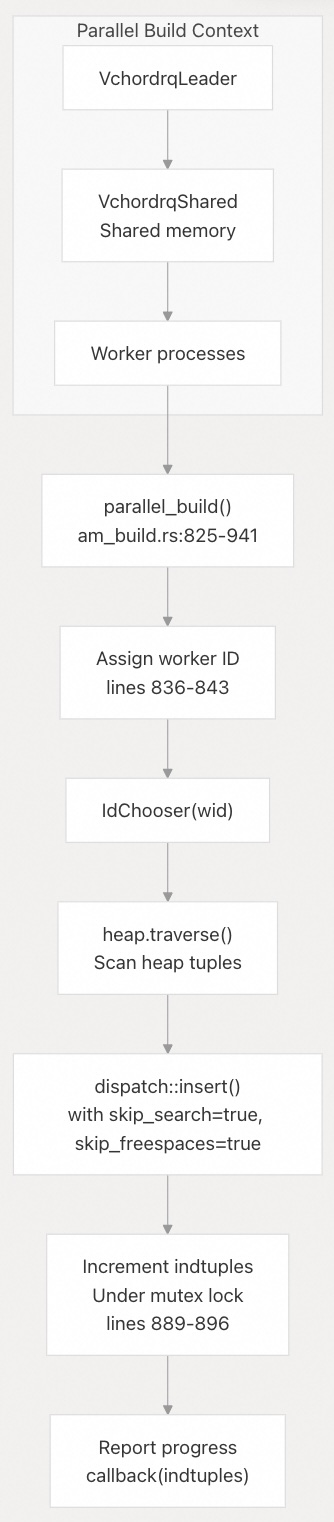 Parallel Build Context
VchordrqLeader
VchordrqShared
Shared memory
Worker processes
parallel_build()
am_build.rs:825-941
Assign worker ID
lines 836-843
IdChooser(wid)
heap.traverse()
Scan heap tuples
dispatch::insert()
with skip_search=true,
skip_freespaces=true
Increment indtuples
Under mutex lock
lines 889-896
Report progress
callback(indtuples)